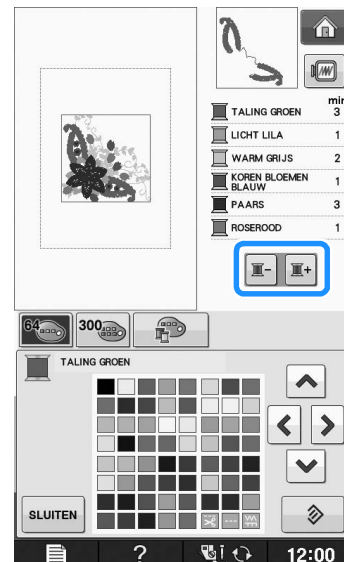 min
TALING GROEN 3
LICHT LILA 1
WARM GRIJS 2
KOREN BLOEMEN
BLAUW 1
PAARS 3
ROSEROOD 1
- +
64 300
TALING GROEN
SLUITEN
? 12:00